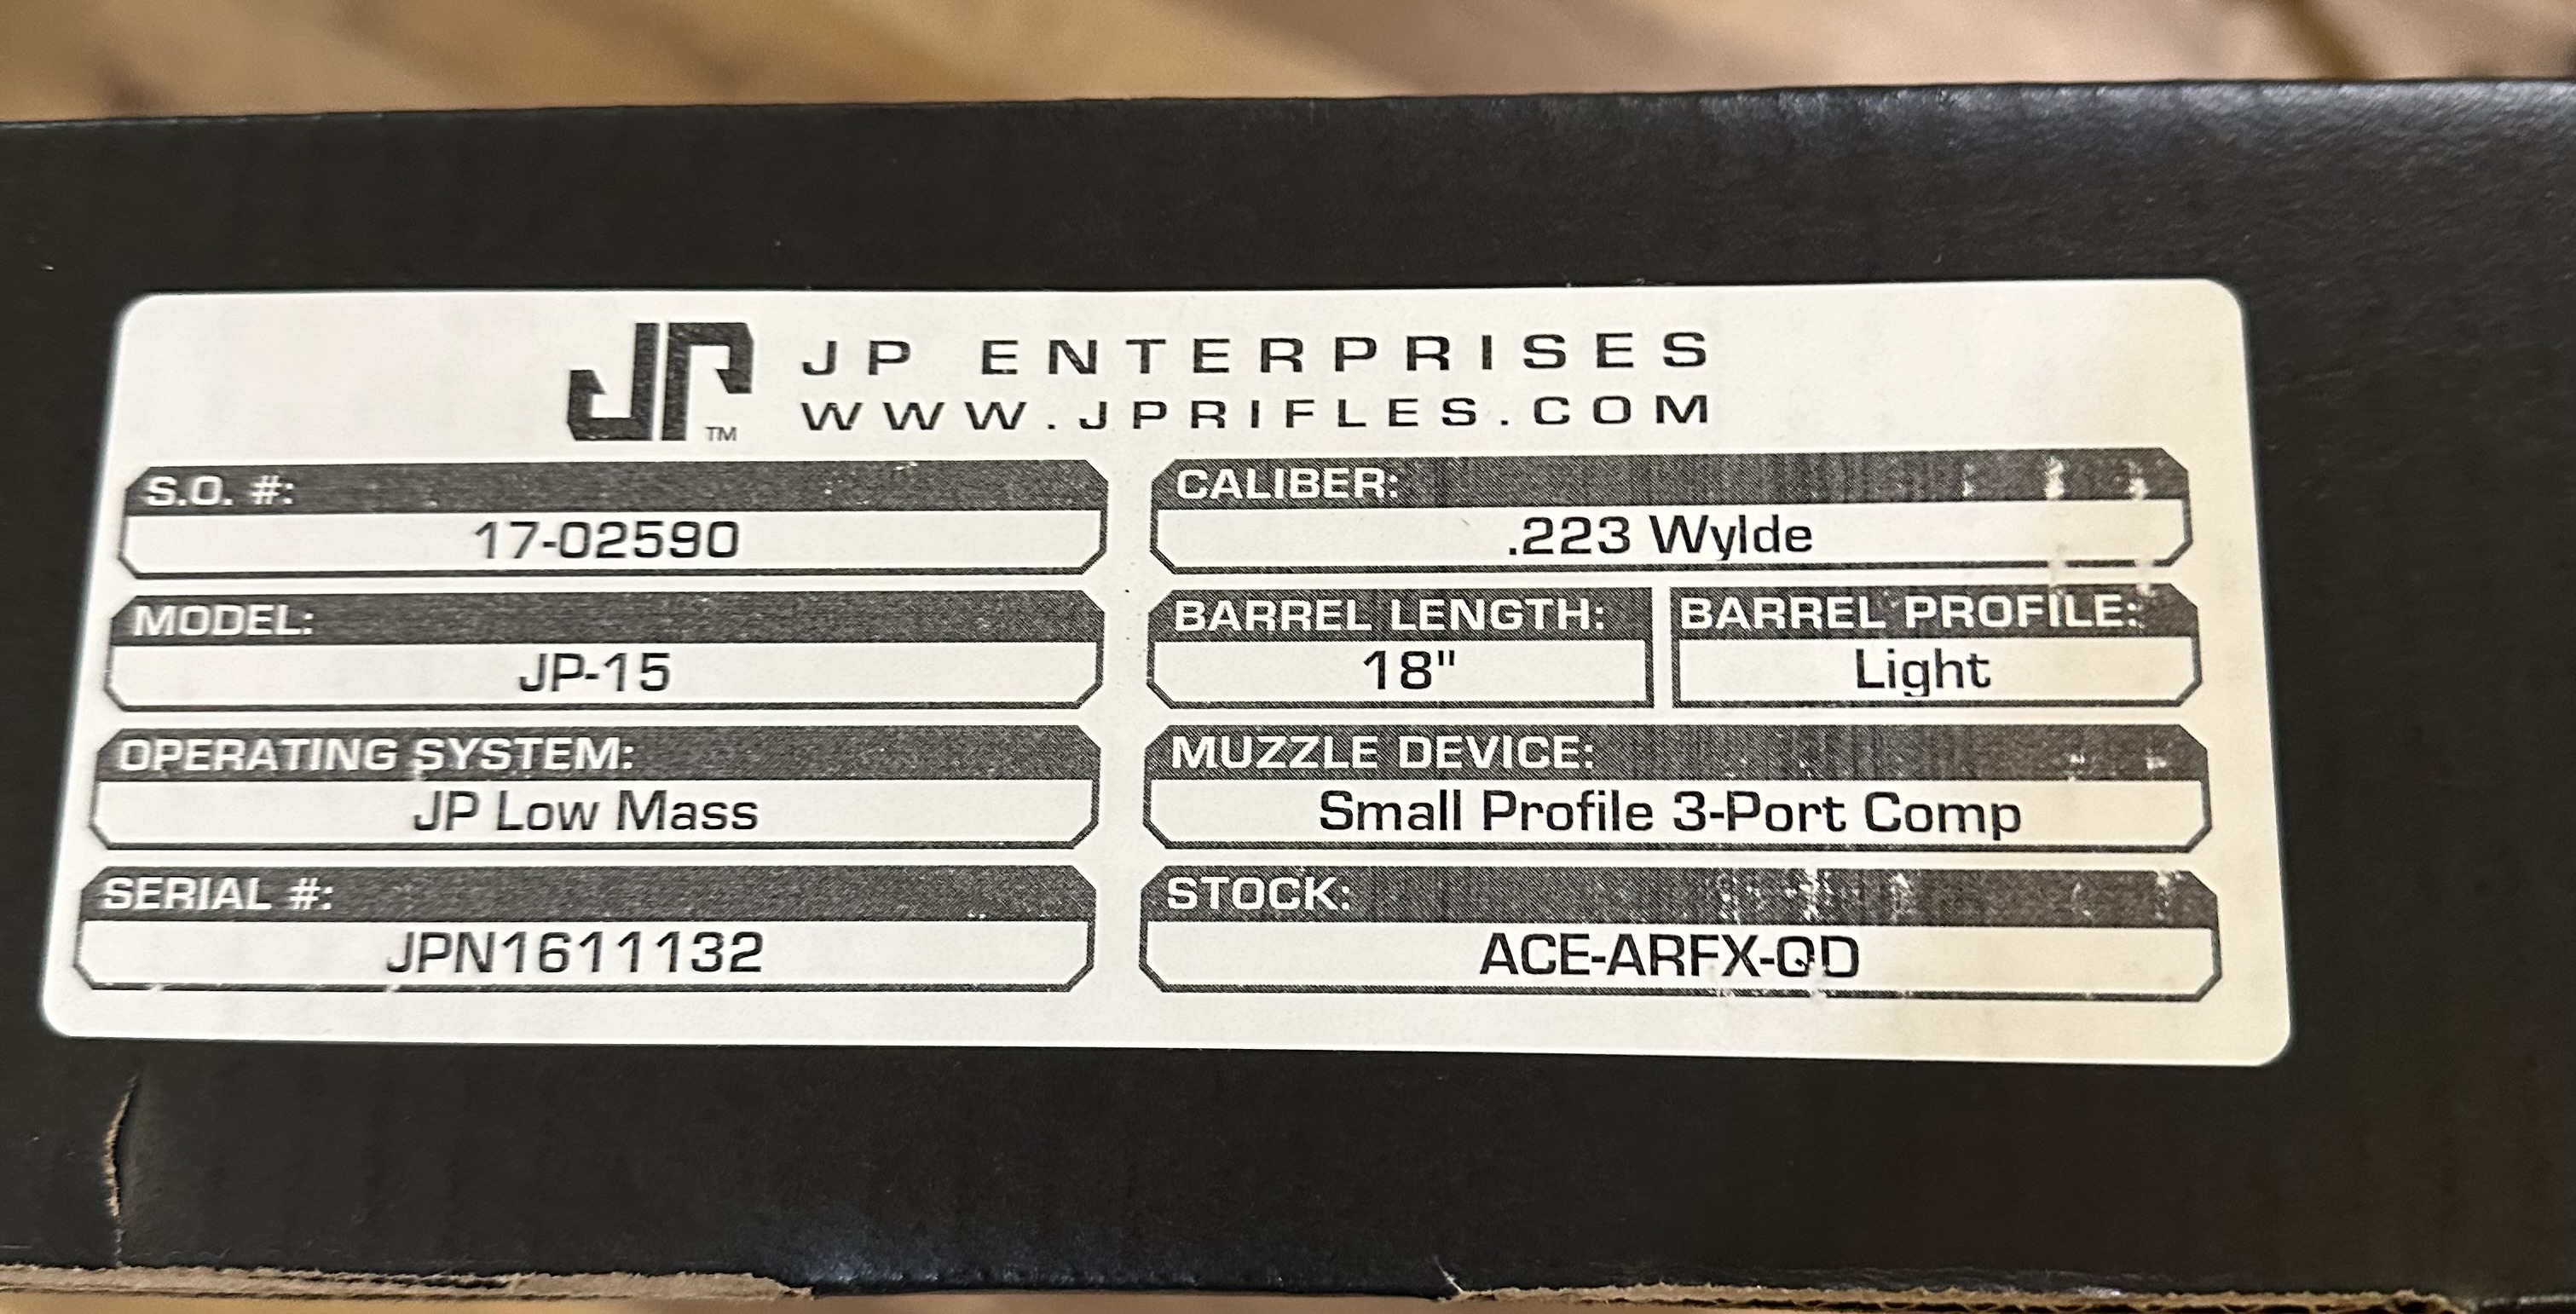 JP TM JP ENTERPRISES
WWW.JPRIFLES.COM
S.O. #:
17-02590
CALIBER:
.223 Wylde
MODEL:
JP-15
BARREL LENGTH:
18"
BARREL PROFILE:
Light
OPERATING SYSTEM:
JP Low Mass
MUZZLE DEVICE:
Small Profile 3-Port Comp
SERIAL #:
JPN1611132
STOCK:
ACE-ARFX-QD